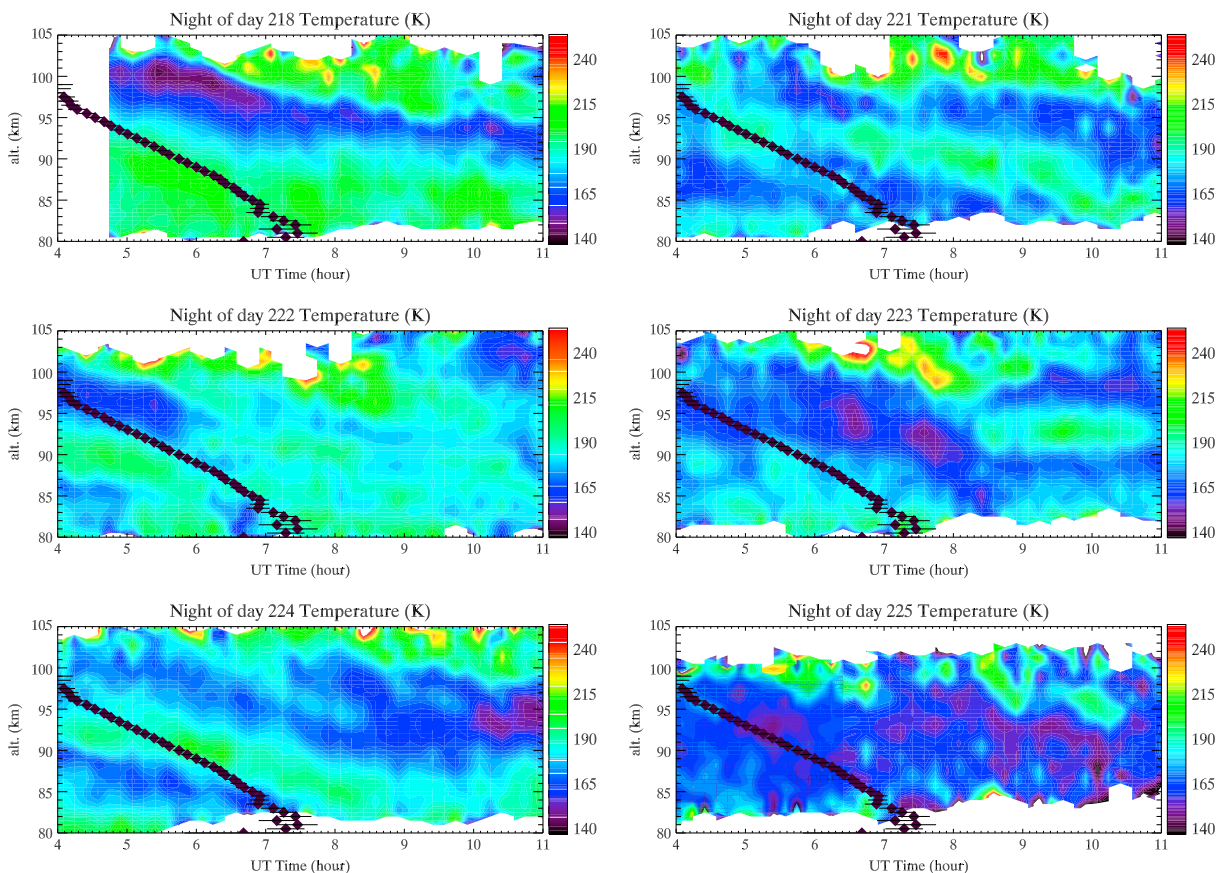 Night of day 218 Temperature (K)
105
100
95
90
85
80
alt. (km)
4 5 6 7 8 9 10 11
UT Time (hour)
240
215
190
165
140
Night of day 221 Temperature (K)
105
100
95
90
85
80
alt. (km)
4 5 6 7 8 9 10 11
UT Time (hour)
240
215
190
165
140
Night of day 222 Temperature (K)
105
100
95
90
85
80
alt. (km)
4 5 6 7 8 9 10 11
UT Time (hour)
240
215
190
165
140
Night of day 223 Temperature (K)
105
100
95
90
85
80
alt. (km)
4 5 6 7 8 9 10 11
UT Time (hour)
240
215
190
165
140
Night of day 224 Temperature (K)
105
100
95
90
85
80
alt. (km)
4 5 6 7 8 9 10 11
UT Time (hour)
240
215
190
165
140
Night of day 225 Temperature (K)
105
100
95
90
85
80
alt. (km)
4 5 6 7 8 9 10 11
UT Time (hour)
240
215
190
165
140